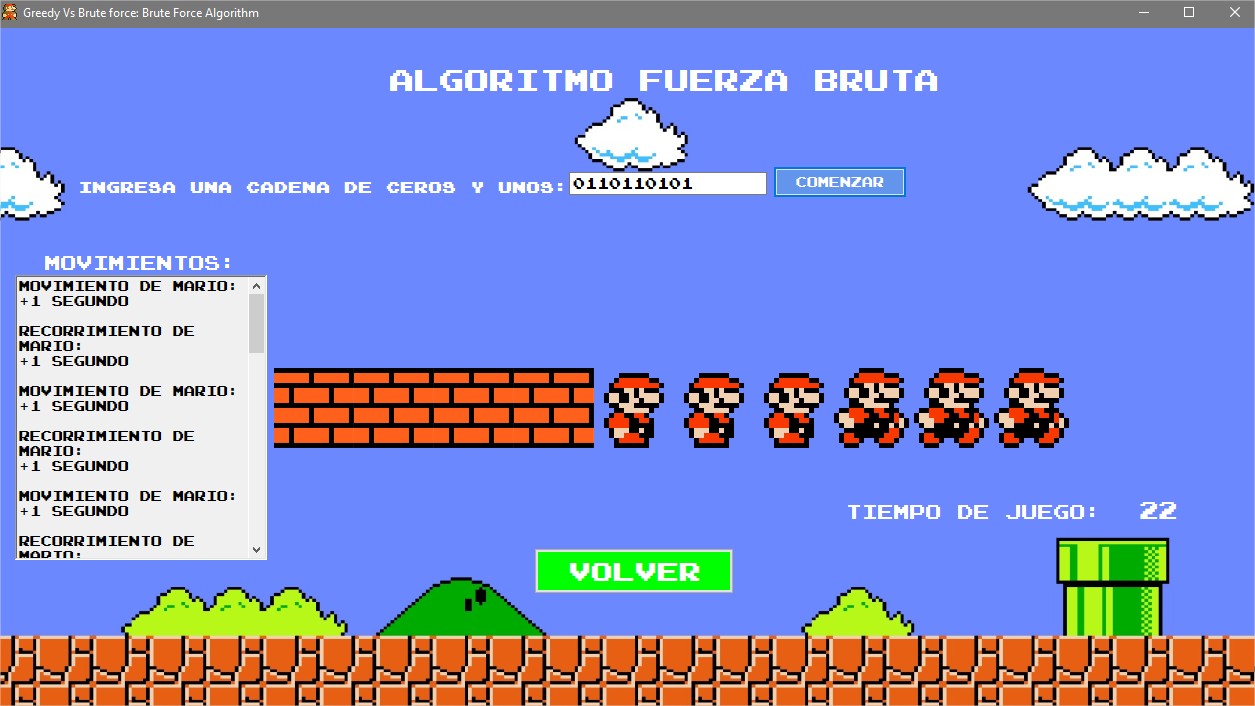 Greedy Vs Brute force: Brute Force Algorithm
ALGORITMO FUERZA BRUTA
INGRESA UNA CADENA DE CEROS Y UNOS: 0110110101 COMENZAR
MOVIMIENTOS:
MOVIMIENTO DE MARIO:
+1 SEGUNDO
RECORRIMIENTO DE
MARIO:
+1 SEGUNDO
MOVIMIENTO DE MARIO:
+1 SEGUNDO
RECORRIMIENTO DE
MARIO:
+1 SEGUNDO
MOVIMIENTO DE MARIO:
+1 SEGUNDO
RECORRIMIENTO DE
MARIO:
TIEMPO DE JUEGO: 22
VOLVER